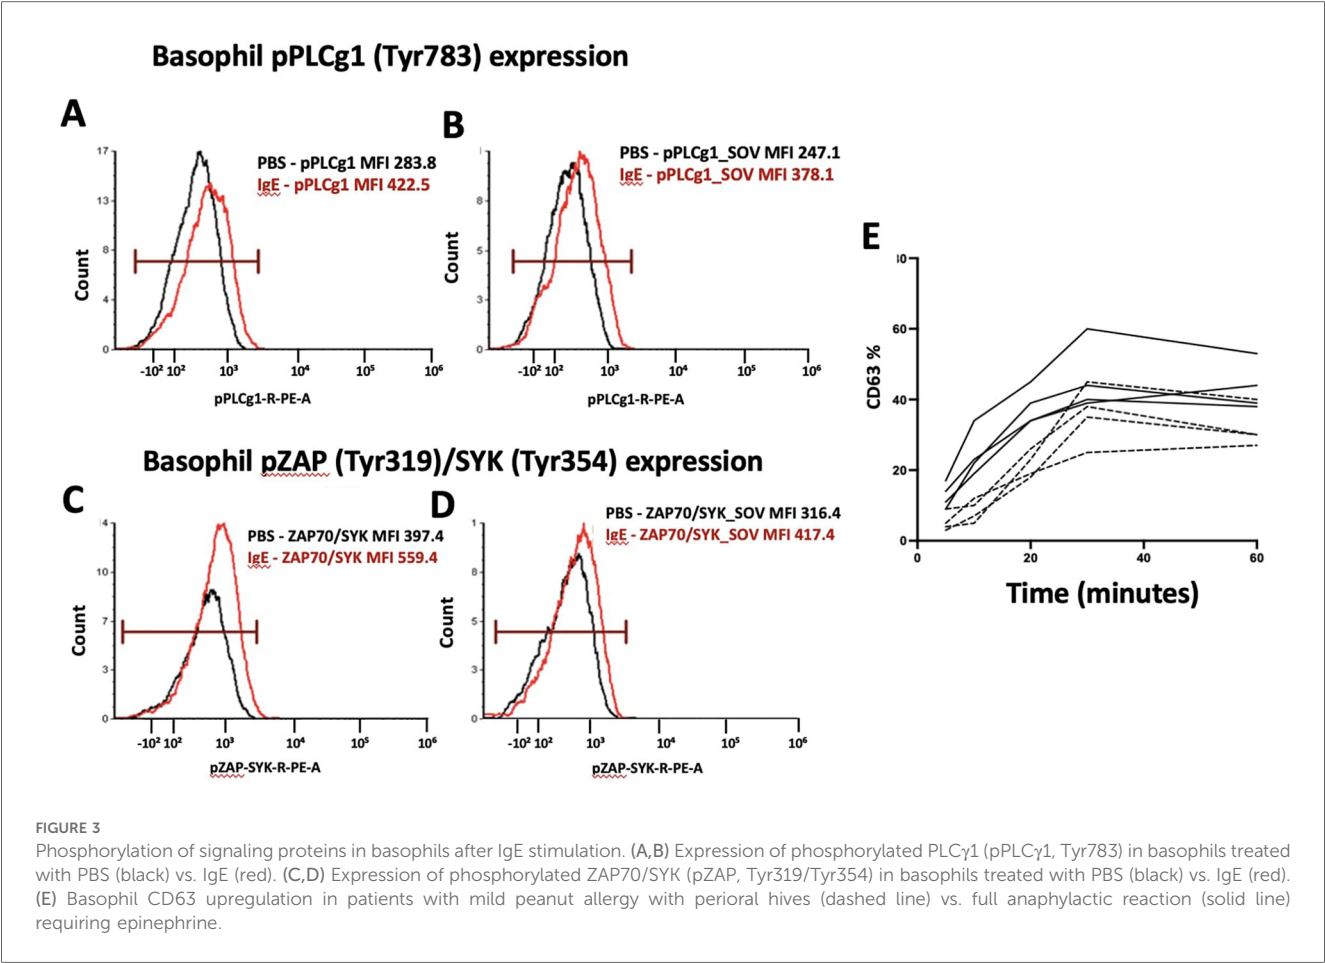 Basophil pPLCg1 (Tyr783) expression
A
PBS - pPLCg1 MFI 283.8
IgE - pPLCg1 MFI 422.5
17
13
8
4
0
Count
-10² 10² 10³ 10⁴ 10⁵ 10⁶
pPLCg1-R-PE-A
B
PBS - pPLCg1_SOV MFI 247.1
IgE - pPLCg1_SOV MFI 378.1
8
5
3
0
Count
-10² 10² 10³ 10⁴ 10⁵ 10⁶
pPLCg1-R-PE-A
Basophil pZAP (Tyr319)/SYK (Tyr354) expression
C
PBS - ZAP70/SYK MFI 397.4
IgE - ZAP70/SYK MFI 559.4
4
10
7
3
0
Count
-10² 10² 10³ 10⁴ 10⁵ 10⁶
pZAP-SYK-R-PE-A
D
PBS - ZAP70/SYK_SOV MFI 316.4
IgE - ZAP70/SYK_SOV MFI 417.4
1
8
5
3
0
Count
-10² 10² 10³ 10⁴ 10⁵ 10⁶
pZAP-SYK-R-PE-A
E
60
40
20
0
CD63 %
0 20 40 60
Time (minutes)
FIGURE 3
Phosphorylation of signaling proteins in basophils after IgE stimulation. (A,B) Expression of phosphorylated PLCγ1 (pPLCγ1, Tyr783) in basophils treated
with PBS (black) vs. IgE (red). (C,D) Expression of phosphorylated ZAP70/SYK (pZAP, Tyr319/Tyr354) in basophils treated with PBS (black) vs. IgE (red).
(E) Basophil CD63 upregulation in patients with mild peanut allergy with perioral hives (dashed line) vs. full anaphylactic reaction (solid line)
requiring epinephrine.